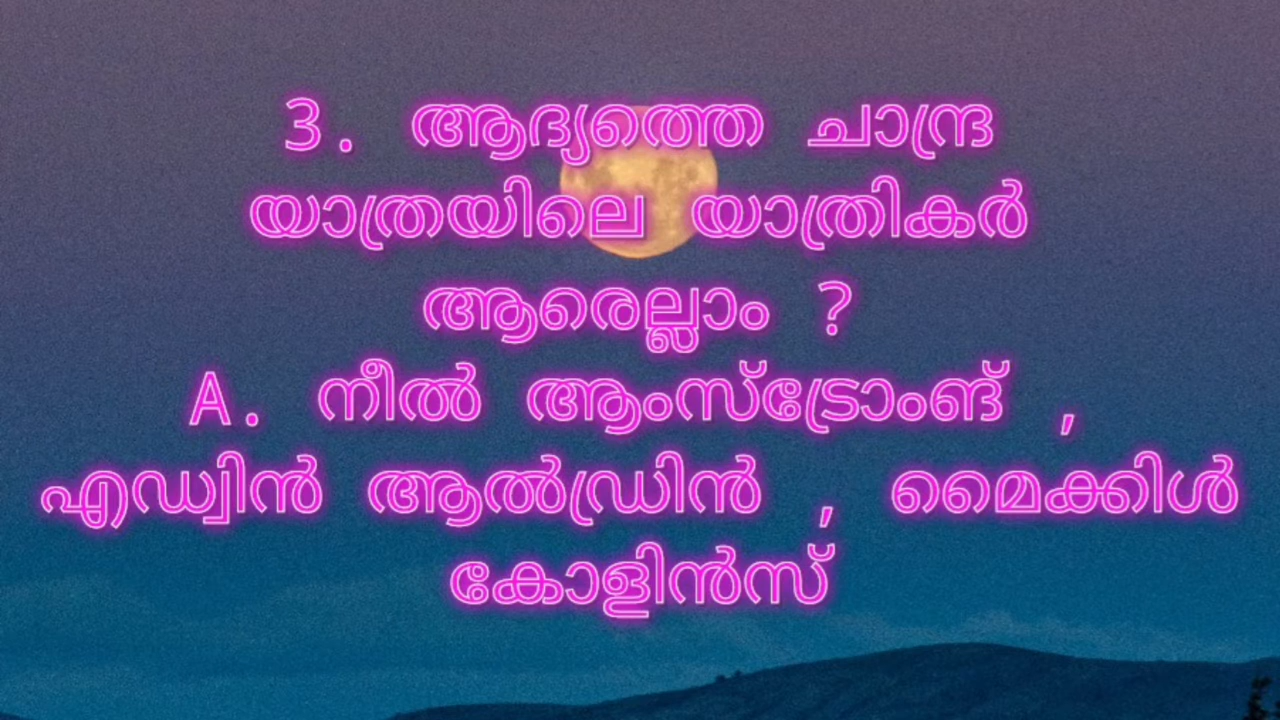 3. ആദ്യത്തെ ചാന്ദ്ര
യാത്രയിലെ യാത്രികർ
ആരെല്ലാം ?
A. നീൽ ആംസ്ട്രോംങ് ,
എഡ്വിൻ ആൽഡ്രിൻ , മൈക്കിൾ
കോളിൻസ്